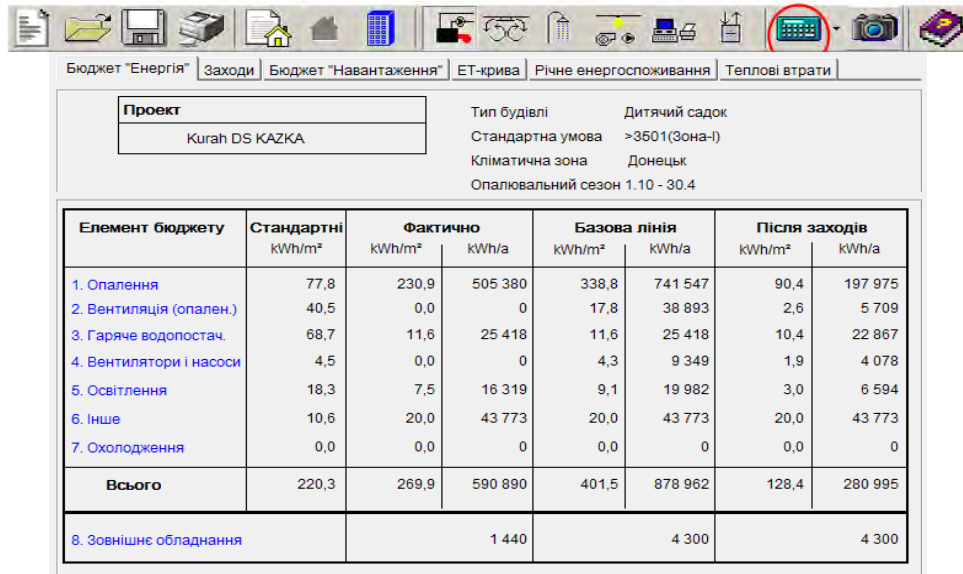 Бюджет "Енергія" Заходи Бюджет "Навантаження" ЕТ-крива Річне енергоспоживання Теплові втрати
Проект
Kurah DS KAZKA
Тип будівлі Дитячий садок
Стандартна умова >3501(Зона-I)
Кліматична зона Донецьк
Опалювальний сезон 1.10 - 30.4
Елемент бюджету Стандартні Фактично Базова лінія Після заходів
kWh/m² kWh/m² kWh/a kWh/m² kWh/a kWh/m² kWh/a
1. Опалення 77,8 230,9 505 380 338,8 741 547 90,4 197 975
2. Вентиляція (опален.) 40,5 0,0 0 17,8 38 893 2,6 5 709
3. Гаряче водопостач. 68,7 11,6 25 418 11,6 25 418 10,4 22 867
4. Вентилятори і насоси 4,5 0,0 0 4,3 9 349 1,9 4 078
5. Освітлення 18,3 7,5 16 319 9,1 19 982 3,0 6 594
6. Інше 10,6 20,0 43 773 20,0 43 773 20,0 43 773
7. Охолодження 0,0 0,0 0 0,0 0 0,0 0
Всього 220,3 269,9 590 890 401,5 878 962 128,4 280 995
8. Зовнішнє обладнання 1 440 4 300 4 300